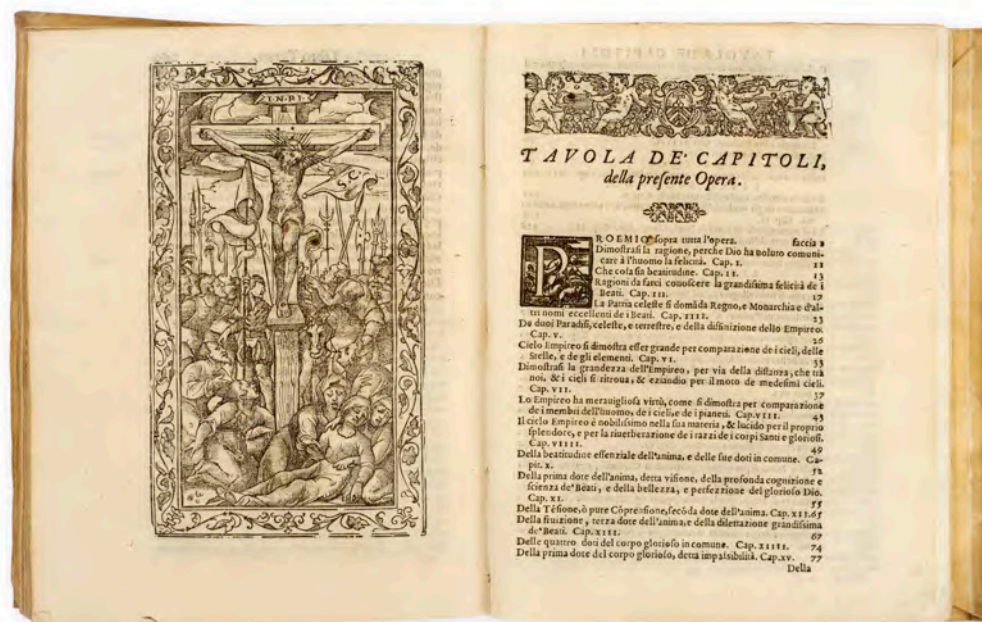 I·N·R·I·
S·C·
TAVOLA DE' CAPITOLI,
della preſente Opera.
PROEMIO ſopra tutta l'opera. faccia 1
Dimoſtraſi la ragione, perche Dio ha uoluto comuni-
care à l'huomo la felicità. Cap. I. 11
Che coſa ſia beatitudine. Cap. II. 13
Ragioni da farci conoſcere la grandiſſima felicità de i
Beati. Cap. III. 17
La Patria celeſte ſi domāda Regno, e Monarchia e d'al-
tri nomi eccellenti de i Beati. Cap. IIII. 23
De duoi Paradiſi, celeſte, e terreſtre, e della diffinizione dello Empireo.
Cap. V. 26
Cielo Empireo ſi dimoſtra eſſer grande per comparazione de i cieli, delle
Stelle, e de gli elementi. Cap. VI. 33
Dimoſtraſi la grandezza dell'Empireo, per via della diſtanza, che trà
noi, & i cieli ſi ritroua, & eziandio per il moto de medeſimi cieli.
Cap. VII. 37
Lo Empireo ha merauiglioſa virtù, come ſi dimoſtra per comparazione
de i membri dell'huomo, de i cieli, e de i pianeti. Cap. VIII. 43
Il cielo Empireo è nobiliſſimo nella ſua materia, & lucido per il proprio
ſplendore, e per la riuerberazione de i razzi de i corpi Santi e glorioſi.
Cap. VIIII. 49
Della beatitudine eſſenziale dell'anima, e delle ſue doti in comune. Ca-
pit. X. 52
Della prima dote dell'anima, detta viſione, della profonda cognizione e
ſcienza de' Beati, e della bellezza, e perfezzione del glorioſo Dio.
Cap. XI. 55
Della Tēſione, ò pure Cōprenſione, ſecōda dote dell'anima. Cap. XII. 65
Della fruizione, terza dote dell'anima, e della dilettazione grandiſſima
de' Beati. Cap. XIII. 67
Delle quattro doti del corpo glorioſo in comune. Cap. XIIII. 74
Della prima dote del corpo glorioſo, detta impaſsibilità. Cap. XV. 77
Della